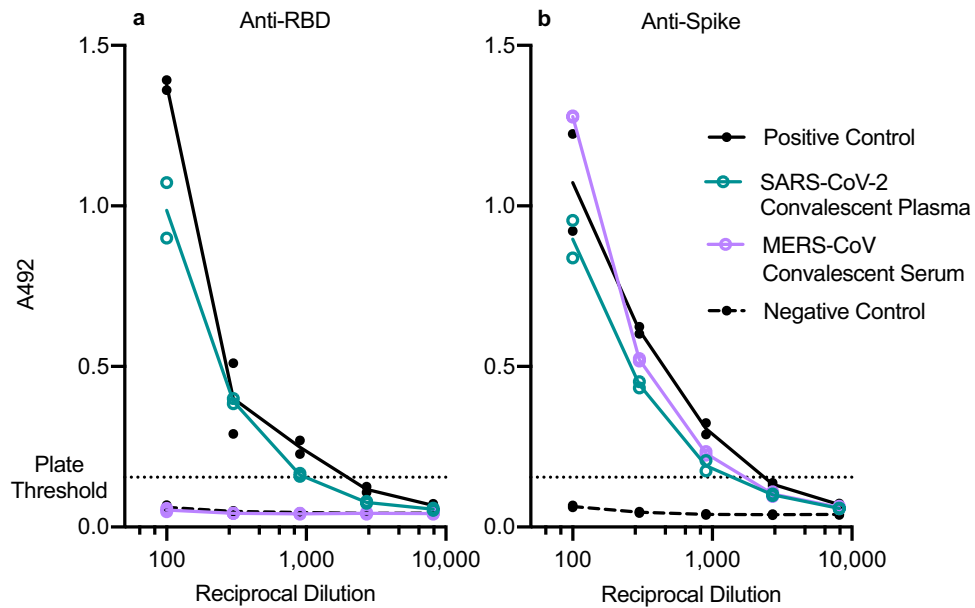 a
Anti-RBD
b
Anti-Spike
1.5
1.0
0.5
0.0
A492
Plate
Threshold
100
1,000
10,000
Reciprocal Dilution
1.5
1.0
0.5
0.0
100
1,000
10,000
Reciprocal Dilution
Positive Control
SARS-CoV-2
Convalescent Plasma
MERS-CoV
Convalescent Serum
Negative Control